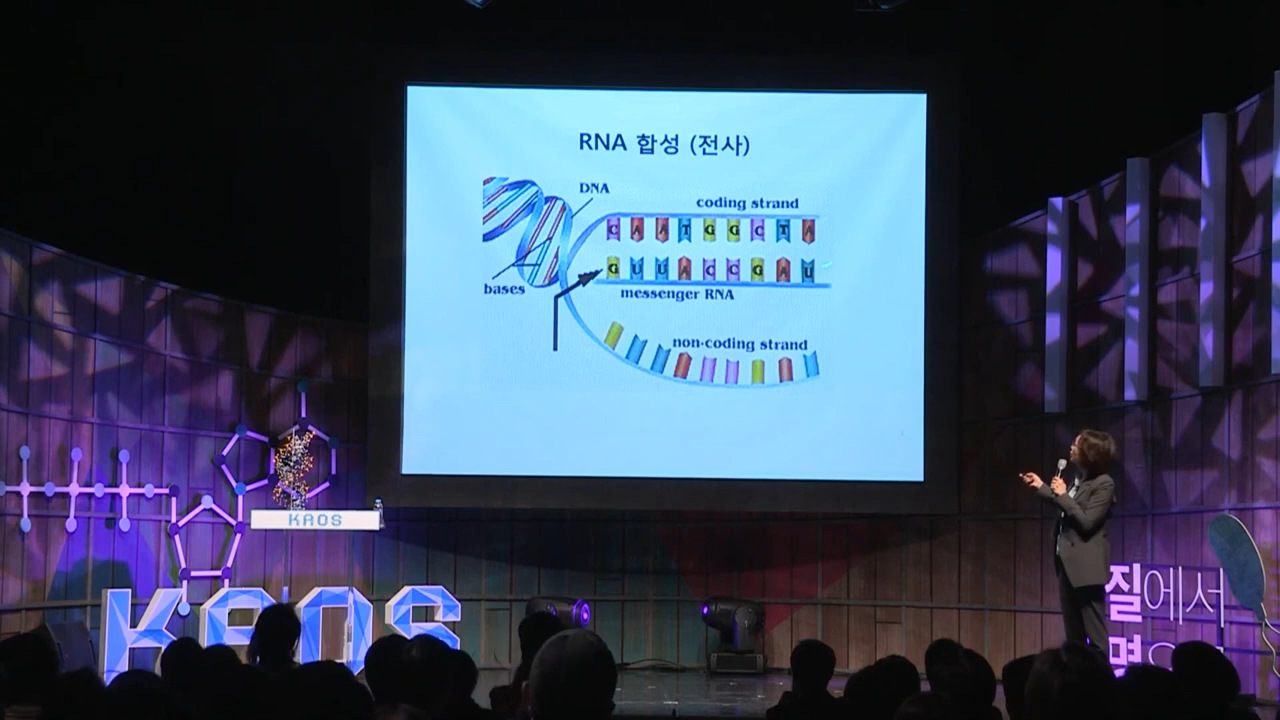 RNA 합성 (전사)
DNA
coding strand
C A A T G G C T A
G U U A C C G A U
bases
messenger RNA
non-coding strand
KAOS
KAOS
질에서